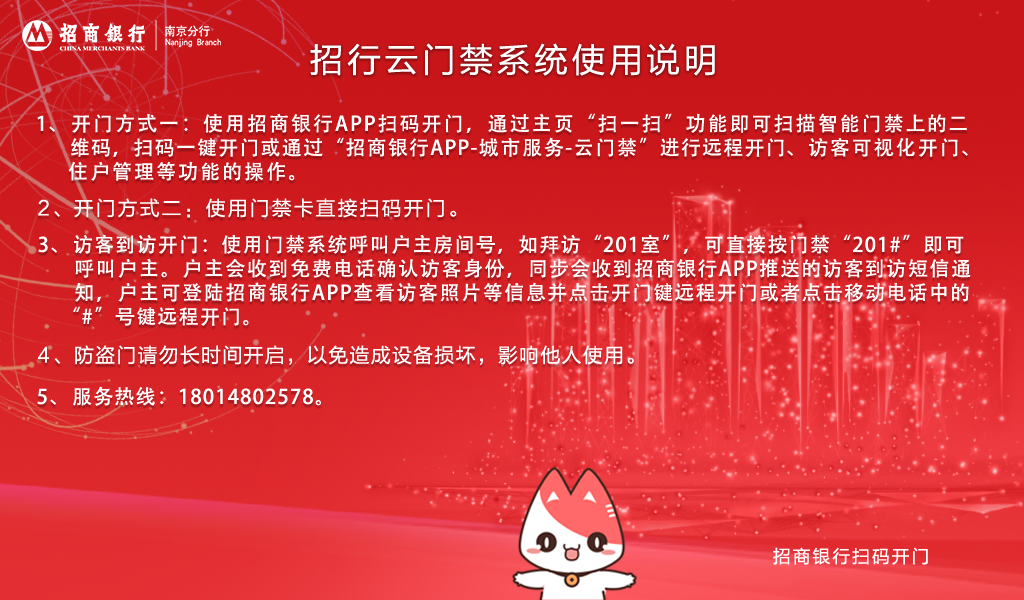 招商银行
CHINA MERCHANTS BANK
南京分行
Nanjing Branch
招行云门禁系统使用说明
1、开门方式一：使用招商银行APP扫码开门，通过主页“扫一扫”功能即可扫描智能门禁上的二
维码，扫码一键开门或通过“招商银行APP-城市服务-云门禁”进行远程开门、访客可视化开门、
住户管理等功能的操作。
2、开门方式二：使用门禁卡直接扫码开门。
3、访客到访开门：使用门禁系统呼叫户主房间号，如拜访“201室”，可直接按门禁“201#”即可
呼叫户主。户主会收到免费电话确认访客身份，同步会收到招商银行APP推送的访客到访短信通
知，户主可登陆招商银行APP查看访客照片等信息并点击开门键远程开门或者点击移动电话中的
“#”号键远程开门。
4、防盗门请勿长时间开启，以免造成设备损坏，影响他人使用。
5、服务热线：18014802578。
招商银行扫码开门